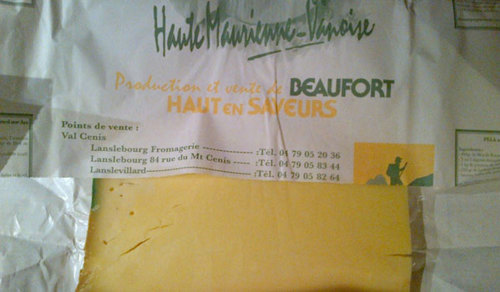 Haute Maurienne-Vanoise
Production et vente de BEAUFORT
HAUT EN SAVEURS
Points de vente :
Val Cenis
Lanslebourg Fromagerie ---------------- :Tél. 04 79 05 20 36
Lanslebourg 84 rue du Mt Cenis ----- :Tél. 04 79 05 83 44
Lanslevillard--------------------------------- :Tél. 04 79 05 82 64